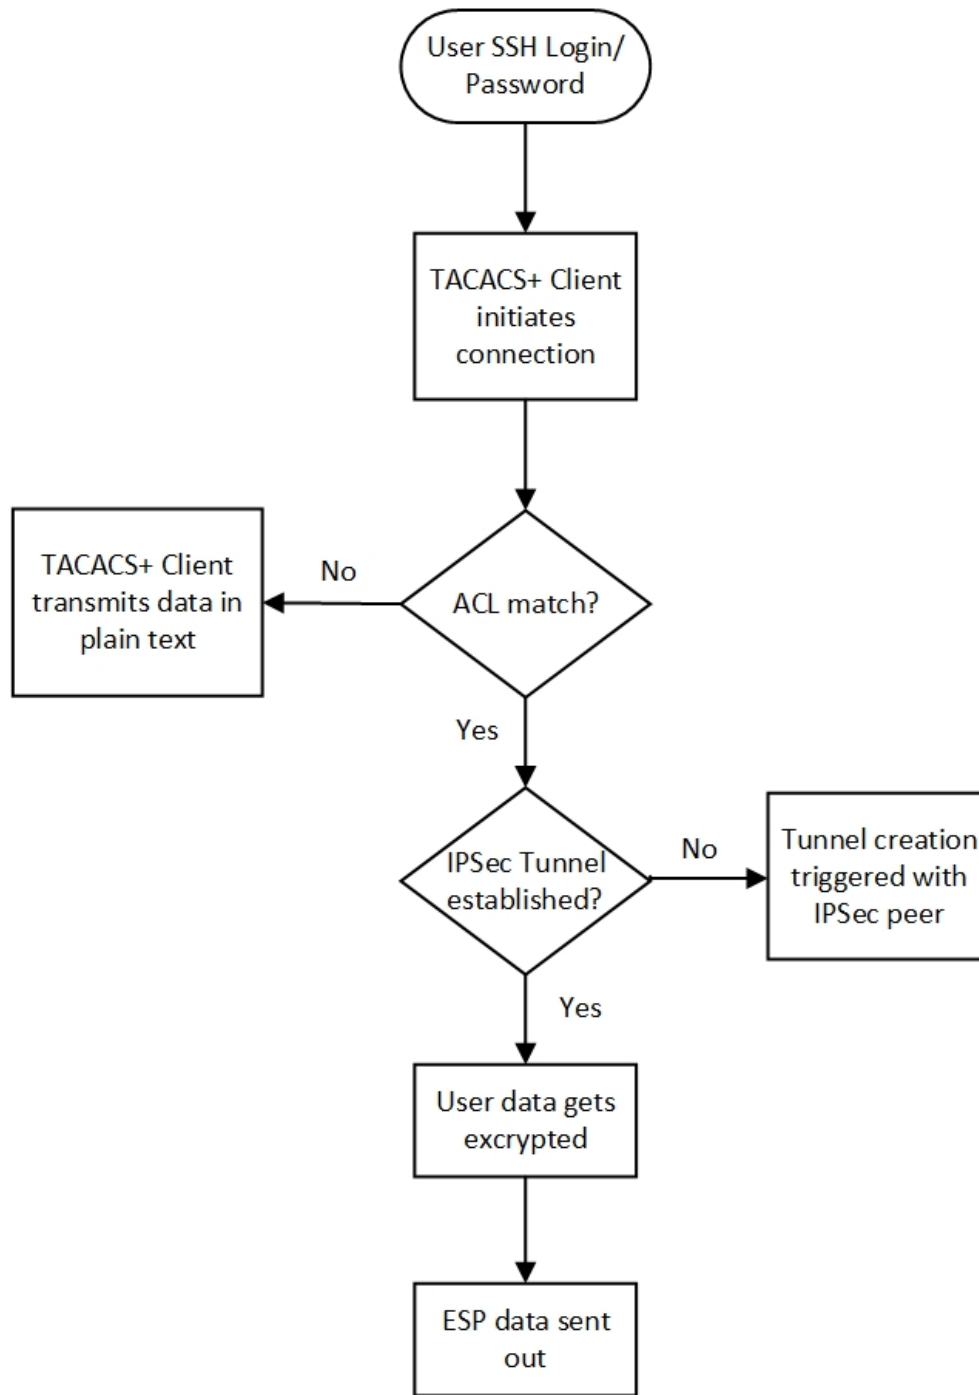 User SSH Login/
Password
TACACS+ Client
initiates
connection
ACL match?
No
TACACS+ Client
transmits data in
plain text
Yes
IPSec Tunnel
established?
No
Tunnel creation
triggered with
IPSec peer
Yes
User data gets
excrypted
ESP data sent
out